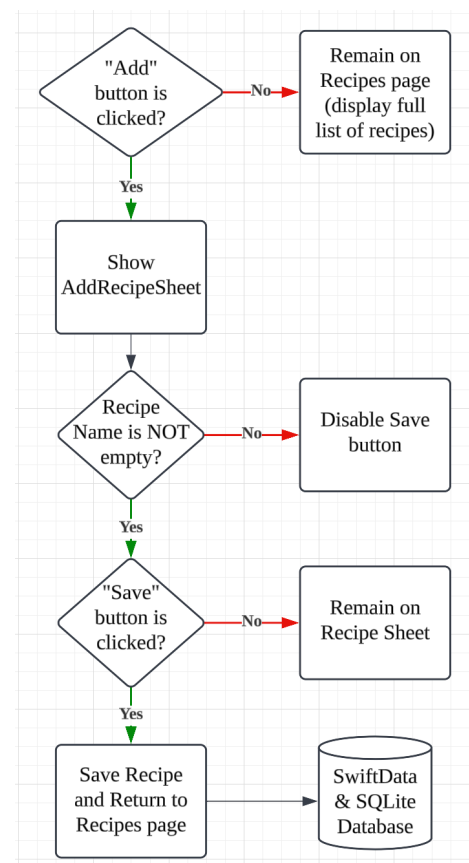 "Add"
button is
clicked?
No
Remain on
Recipes page
(display full
list of recipes)
Yes
Show
AddRecipeSheet
Recipe
Name is NOT
empty?
No
Disable Save
button
Yes
"Save"
button is
clicked?
No
Remain on
Recipe Sheet
Yes
Save Recipe
and Return to
Recipes page
SwiftData
& SQLite
Database